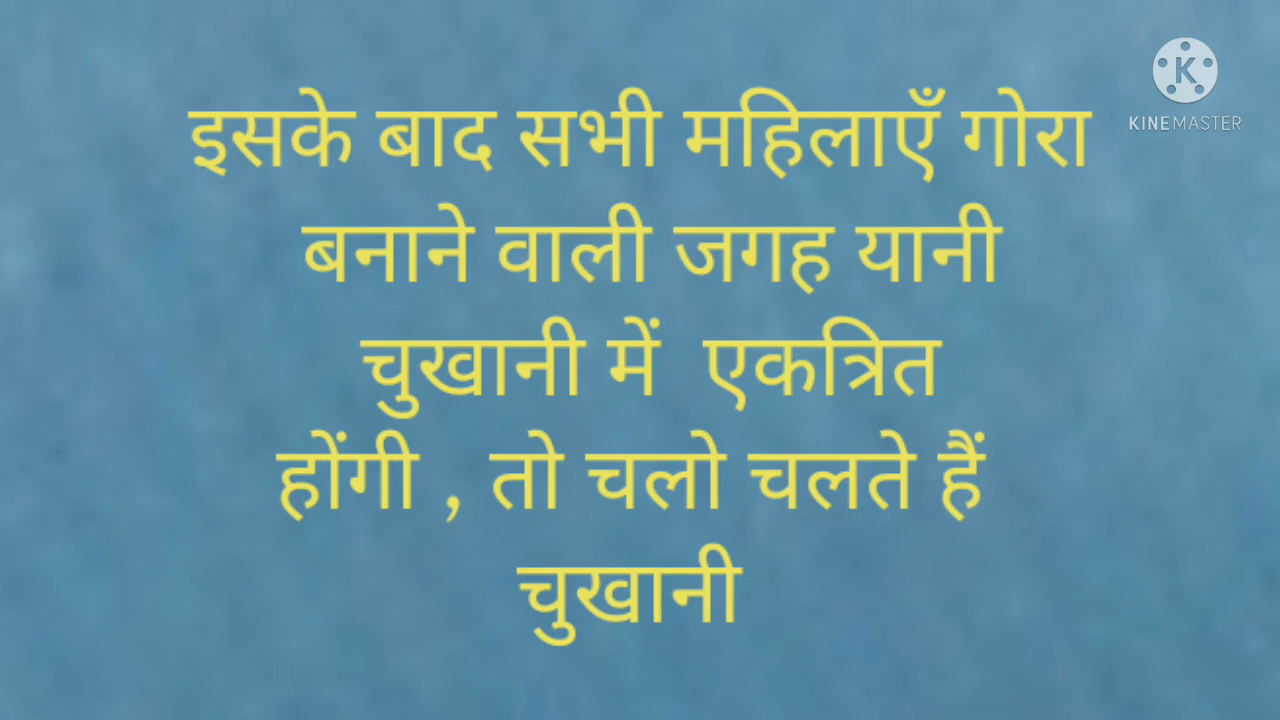 KINEMASTER
इसके बाद सभी महिलाएँ गोरा
बनाने वाली जगह यानी
चुखानी में  एकत्रित
होंगी , तो चलो चलते हैं
चुखानी